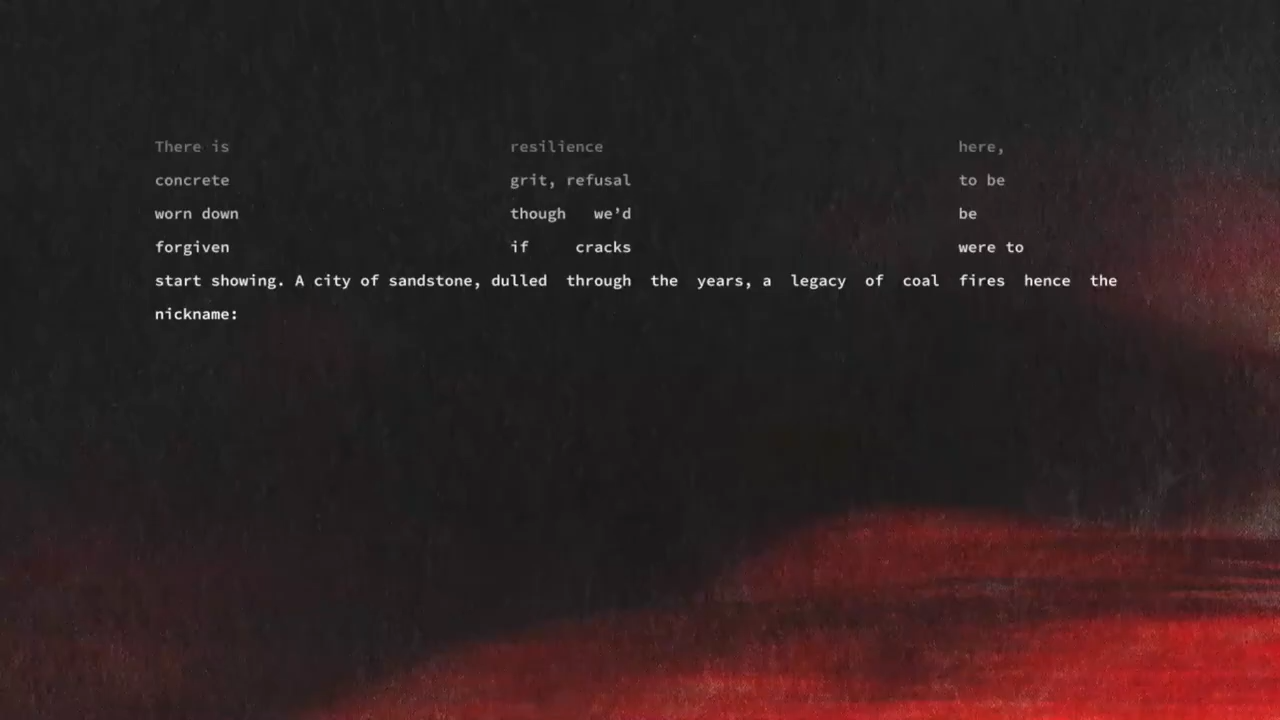 There is resilience here,
concrete grit, refusal to be
worn down though we’d be
forgiven if cracks were to
start showing. A city of sandstone, dulled through the years, a legacy of coal fires hence the
nickname: